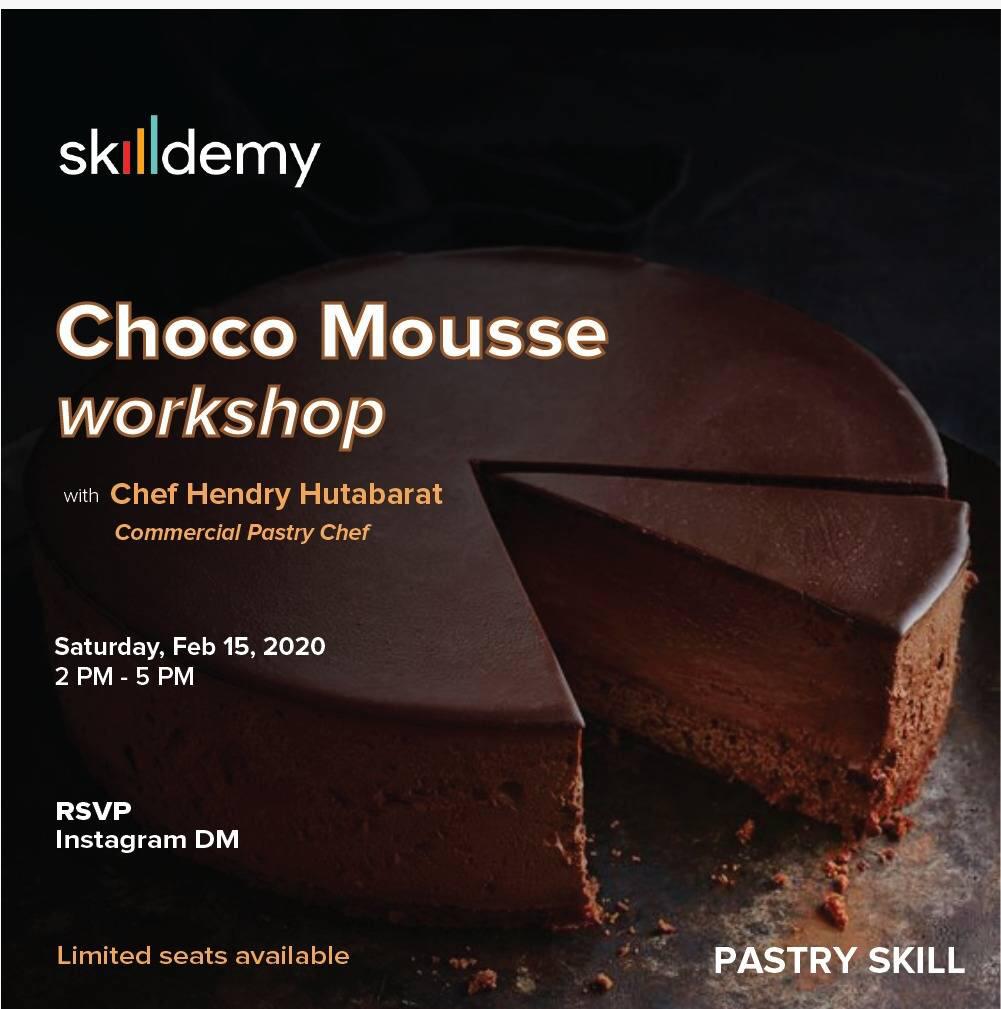 skilldemy
Choco Mousse
workshop
with Chef Hendry Hutabarat
Commercial Pastry Chef
Saturday, Feb 15, 2020
2 PM - 5 PM
RSVP
Instagram DM
Limited seats available
PASTRY SKILL